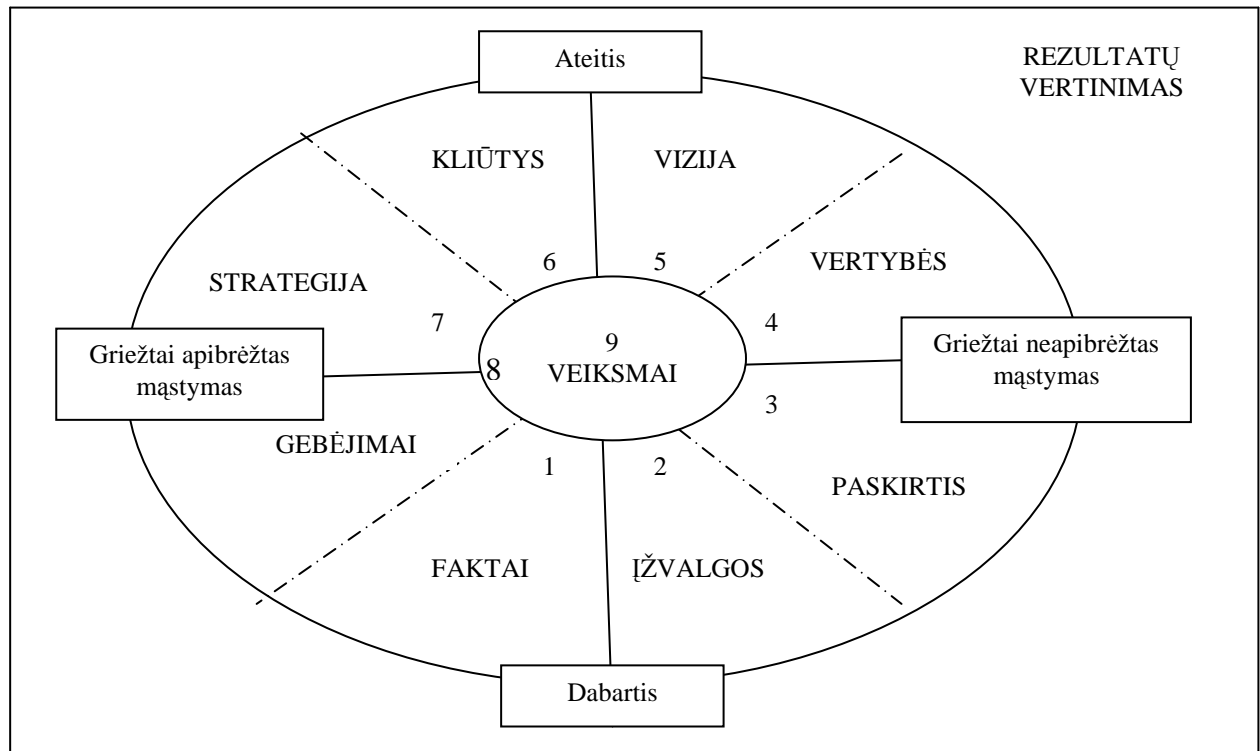 Ateitis
REZULTATŲ
VERTINIMAS
KLIŪTYS
VIZIJA
STRATEGIJA
VERTYBĖS
6
5
7
4
Griežtai apibrėžtas
mąstymas
8
9
VEIKSMAI
Griežtai neapibrėžtas
mąstymas
3
GEBĖJIMAI
1
2
PASKIRTIS
FAKTAI
ĮŽVALGOS
Dabartis